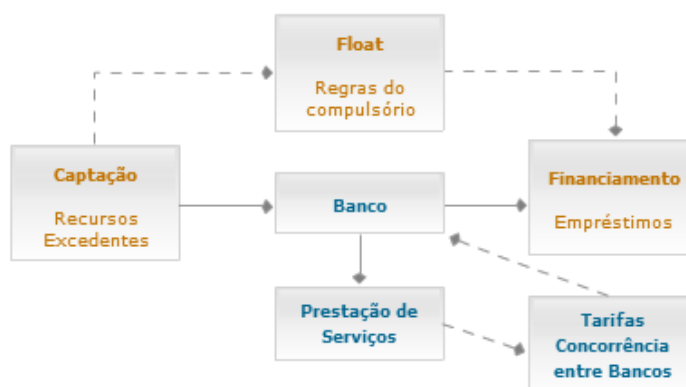 Float
Regras do
compulsório
Captação
Recursos
Excedentes
Banco
Financiamento
Empréstimos
Prestação de
Serviços
Tarifas
Concorrência
entre Bancos